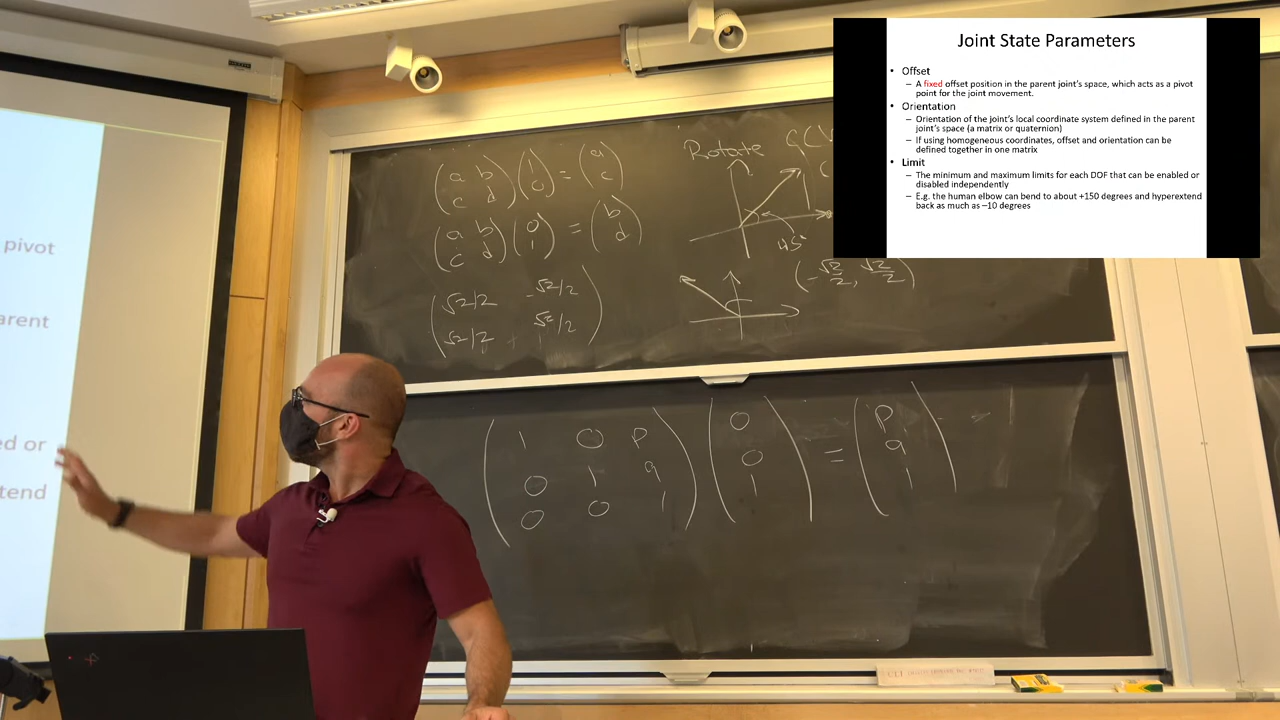 Joint State Parameters
• Offset
– A fixed offset position in the parent joint's space, which acts as a pivot
point for the joint movement.
• Orientation
– Orientation of the joint's local coordinate system defined in the parent
joint's space (a matrix or quaternion)
– If using homogeneous coordinates, offset and orientation can be
defined together in one matrix
• Limit
– The minimum and maximum limits for each DOF that can be enabled or
disabled independently
– E.g. the human elbow can bend to about +150 degrees and hyperextend
back as much as –10 degrees
pivot
arent
ed or
tend
a b 1 = a
c d 0 c
a b 0 = b
c d 1 d
√2/2 -√2/2
√2/2 √2/2
Rotate
45°
(-√2/2, √2/2)
1 0 p 0 = p
0 1 q 0 q
0 0 1 1 1